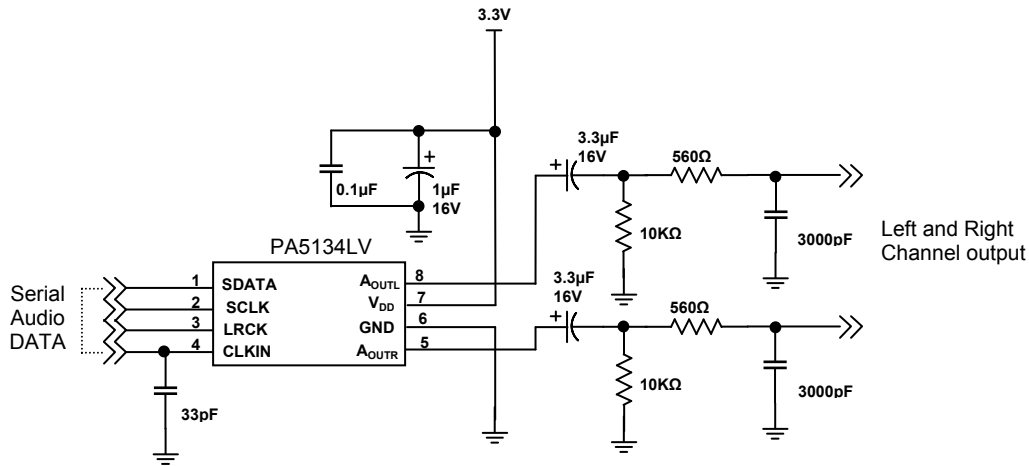 3.3V
0.1µF
+
1µF
16V
3.3µF
16V
+
560Ω
10KΩ
3000pF
Left and Right
Channel output
PA5134LV
Serial
Audio
DATA
1 SDATA
2 SCLK
3 LRCK
4 CLKIN
AOUTL 8
VDD 7
GND 6
AOUTR 5
33pF
3.3µF
16V
+
560Ω
10KΩ
3000pF